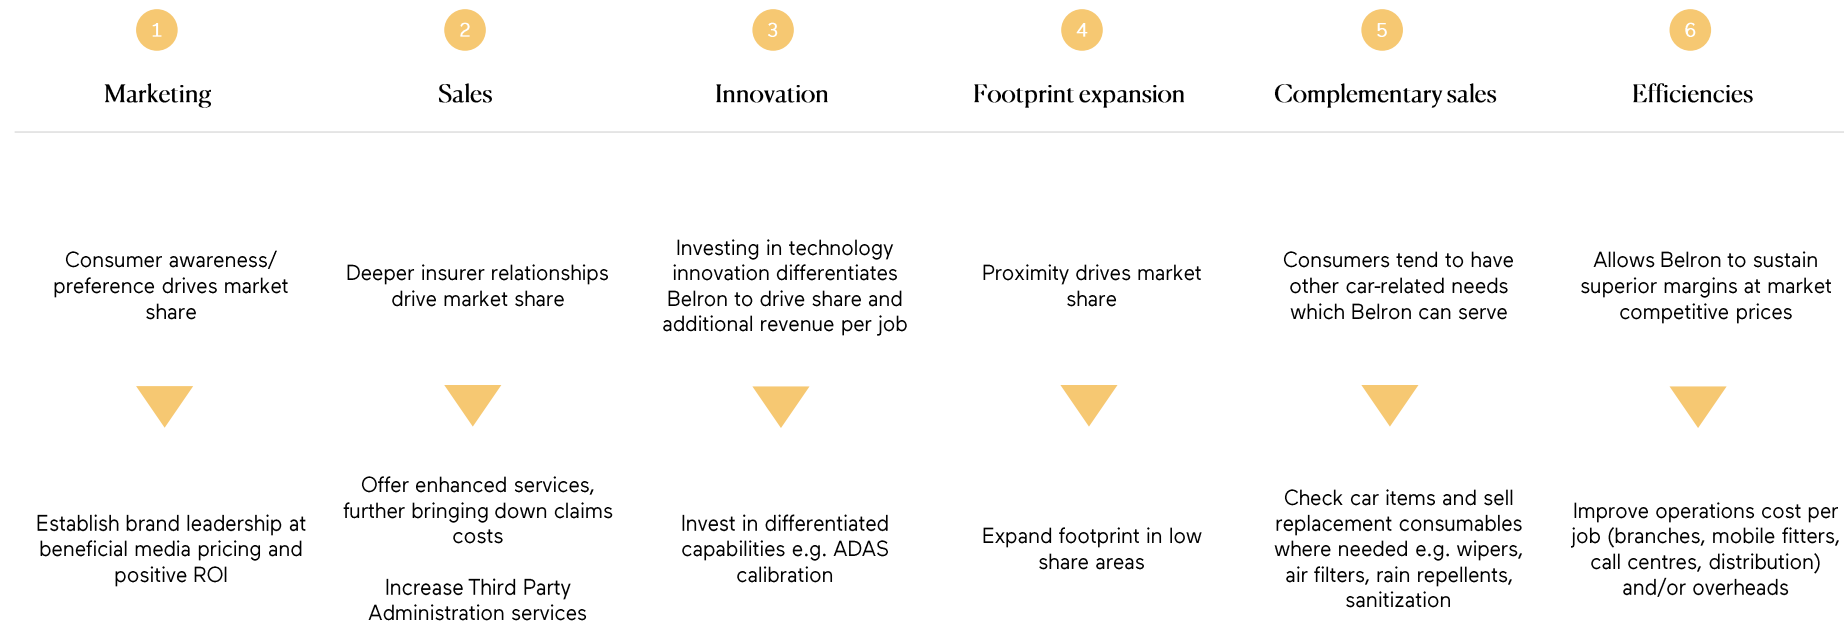 1
Marketing
Consumer awareness/
preference drives market
share
Establish brand leadership at
beneficial media pricing and
positive ROI
2
Sales
Deeper insurer relationships
drive market share
Offer enhanced services,
further bringing down claims
costs
Increase Third Party
Administration services
3
Innovation
Investing in technology
innovation differentiates
Belron to drive share and
additional revenue per job
Invest in differentiated
capabilities e.g. ADAS
calibration
4
Footprint expansion
Proximity drives market
share
Expand footprint in low
share areas
5
Complementary sales
Consumers tend to have
other car-related needs
which Belron can serve
Check car items and sell
replacement consumables
where needed e.g. wipers,
air filters, rain repellents,
sanitization
6
Efficiencies
Allows Belron to sustain
superior margins at market
competitive prices
Improve operations cost per
job (branches, mobile fitters,
call centres, distribution)
and/or overheads